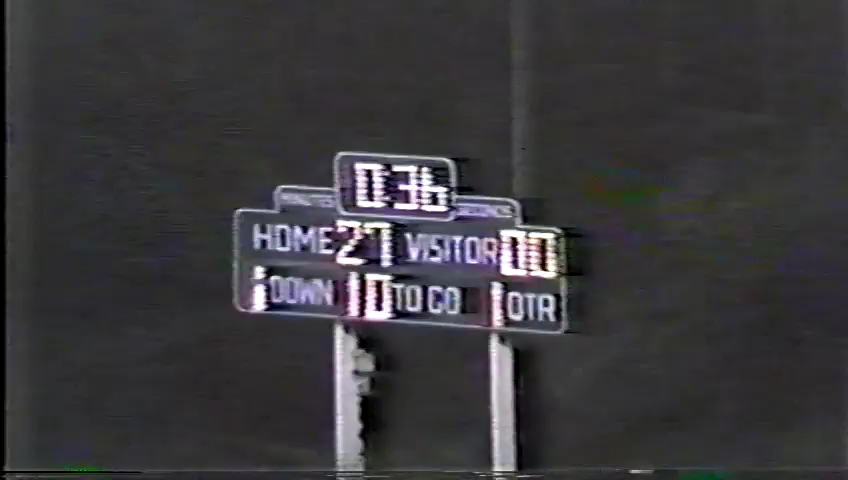 0:36
MINUTES SECONDS
HOME 27 VISITOR 00
1 DOWN 10 TO GO 1 QTR